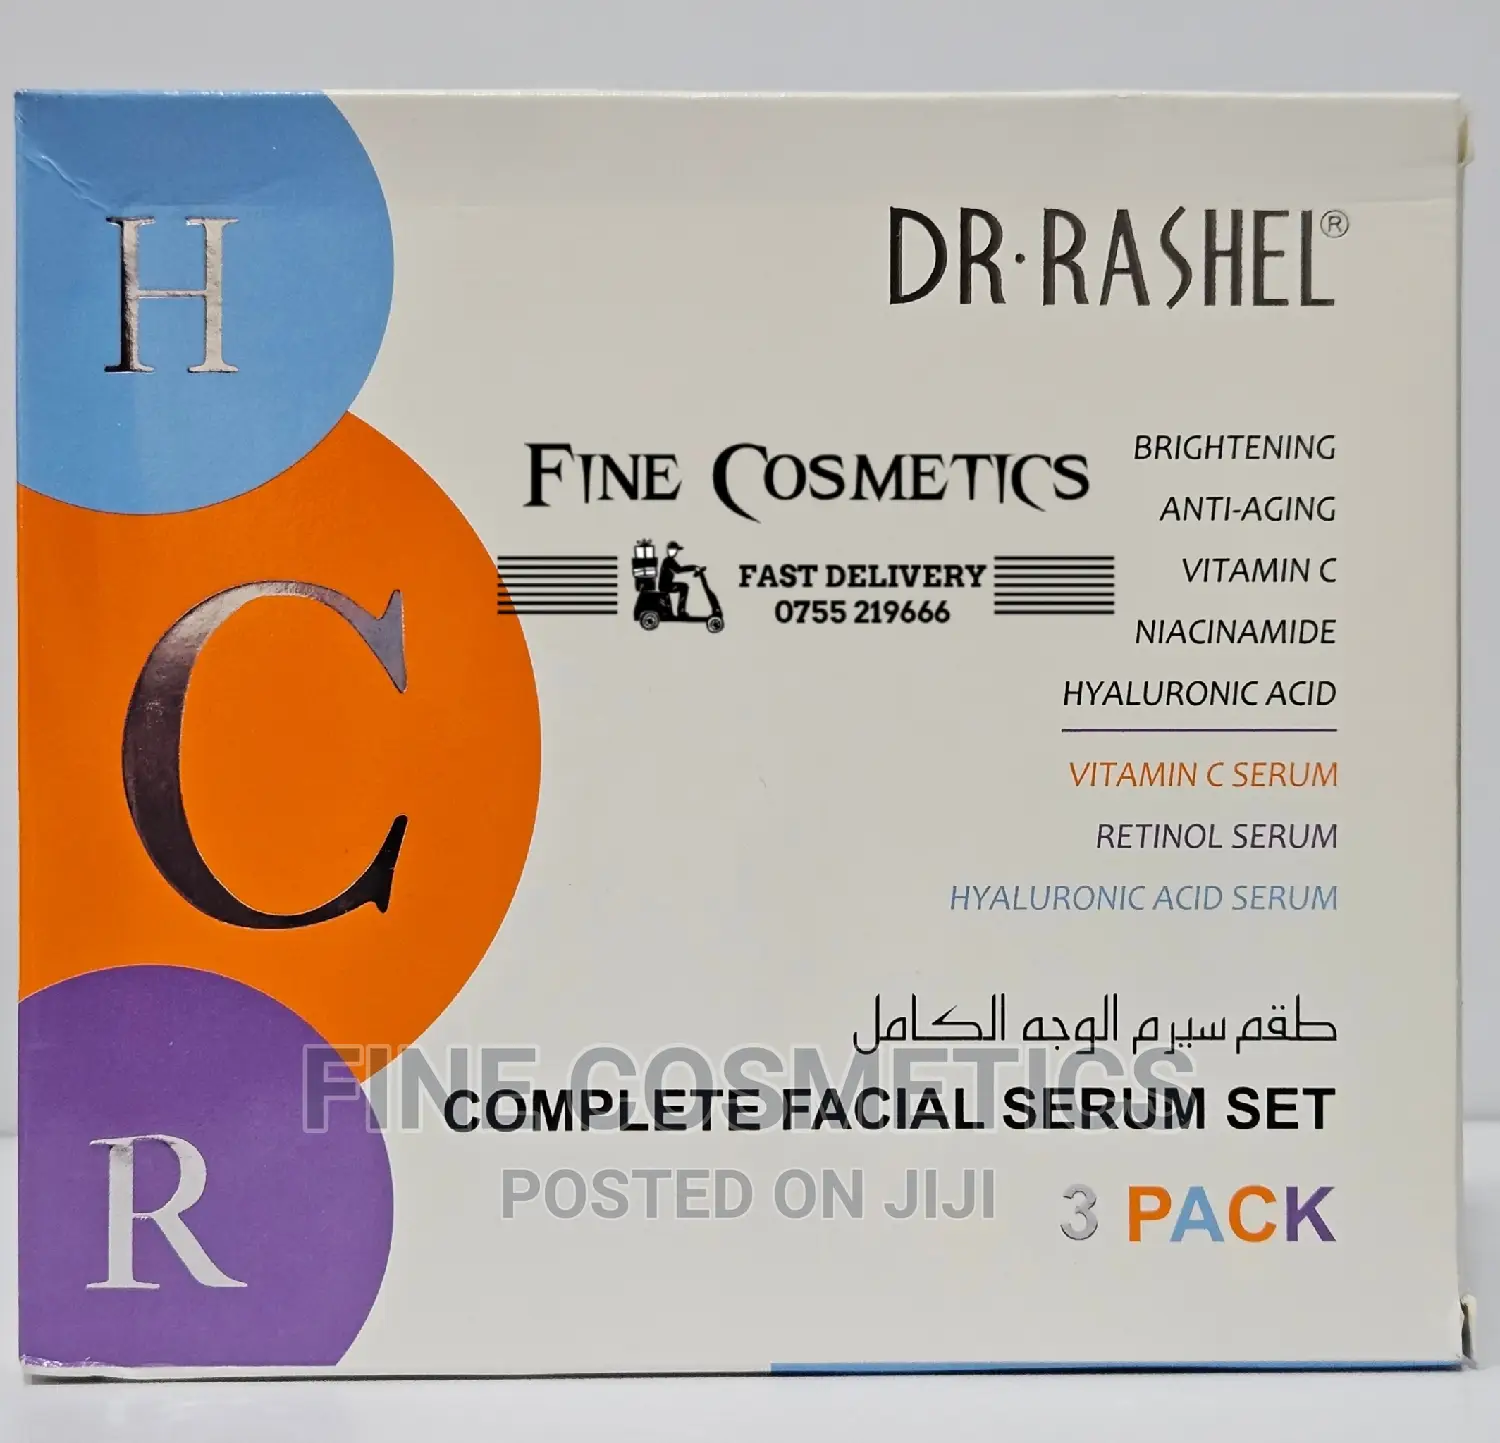 H
C
R
DR·RASHEL®
FINE COSMETICS
FAST DELIVERY
0755 219666
BRIGHTENING
ANTI-AGING
VITAMIN C
NIACINAMIDE
HYALURONIC ACID
VITAMIN C SERUM
RETINOL SERUM
HYALURONIC ACID SERUM
طقم سيرم الوجه الكامل
FINE COSMETICS
COMPLETE FACIAL SERUM SET
POSTED ON JIJI
3 PACK